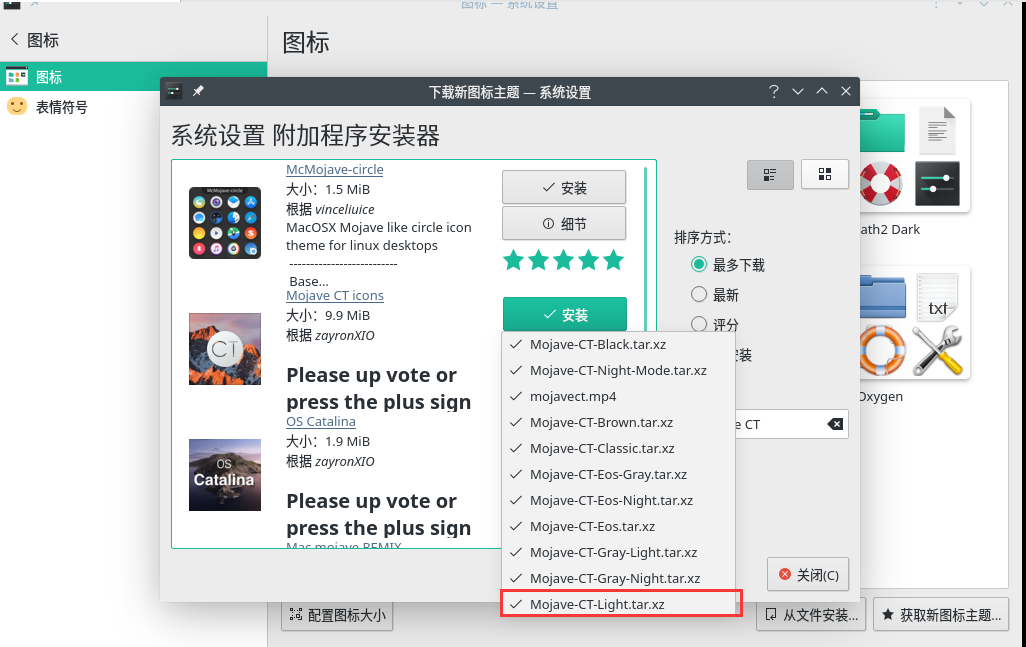 图标 — 系统设置
图标
图标
表情符号
图标
下载新图标主题 — 系统设置
系统设置 附加程序安装器
McMojave-circle
McMojave-circle
大小：1.5 MiB
根据 vinceliuice
MacOSX Mojave like circle icon
theme for linux desktops
--------------------------
Base...
安装
细节
Mojave CT icons
CT
大小：9.9 MiB
根据 zayronXIO
Please up vote or
press the plus sign
安装
OS Catalina
OS
Catalina
大小：1.9 MiB
根据 zayronXIO
Please up vote or
press the plus sign
Mac mojave REMIX
Mojave-CT-Black.tar.xz
Mojave-CT-Night-Mode.tar.xz
mojavect.mp4
Mojave-CT-Brown.tar.xz
Mojave-CT-Classic.tar.xz
Mojave-CT-Eos-Gray.tar.xz
Mojave-CT-Eos-Night.tar.xz
Mojave-CT-Eos.tar.xz
Mojave-CT-Gray-Light.tar.xz
Mojave-CT-Gray-Night.tar.xz
Mojave-CT-Light.tar.xz
排序方式：
最多下载
最新
评分
装
e CT
关闭(C)
ath2 Dark
txt
Oxygen
配置图标大小
从文件安装...
获取新图标主题...